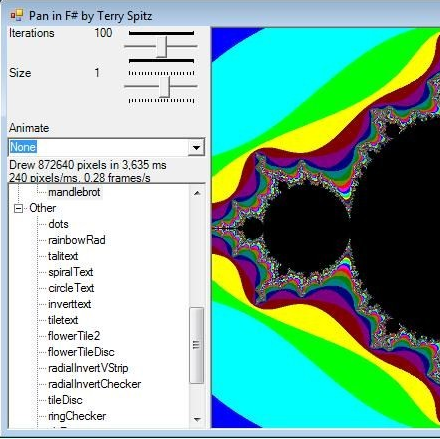 Pan in F# by Terry Spitz
Iterations 100
Size 1
Animate
None
Drew 872640 pixels in 3,635 ms
240 pixels/ms, 0.28 frames/s
mandlebrot
Other
dots
rainbowRad
talitext
spiralText
circleText
inverttext
tiletext
flowerTile2
flowerTileDisc
radialInvertVStrip
radialInvertChecker
tileDisc
ringChecker